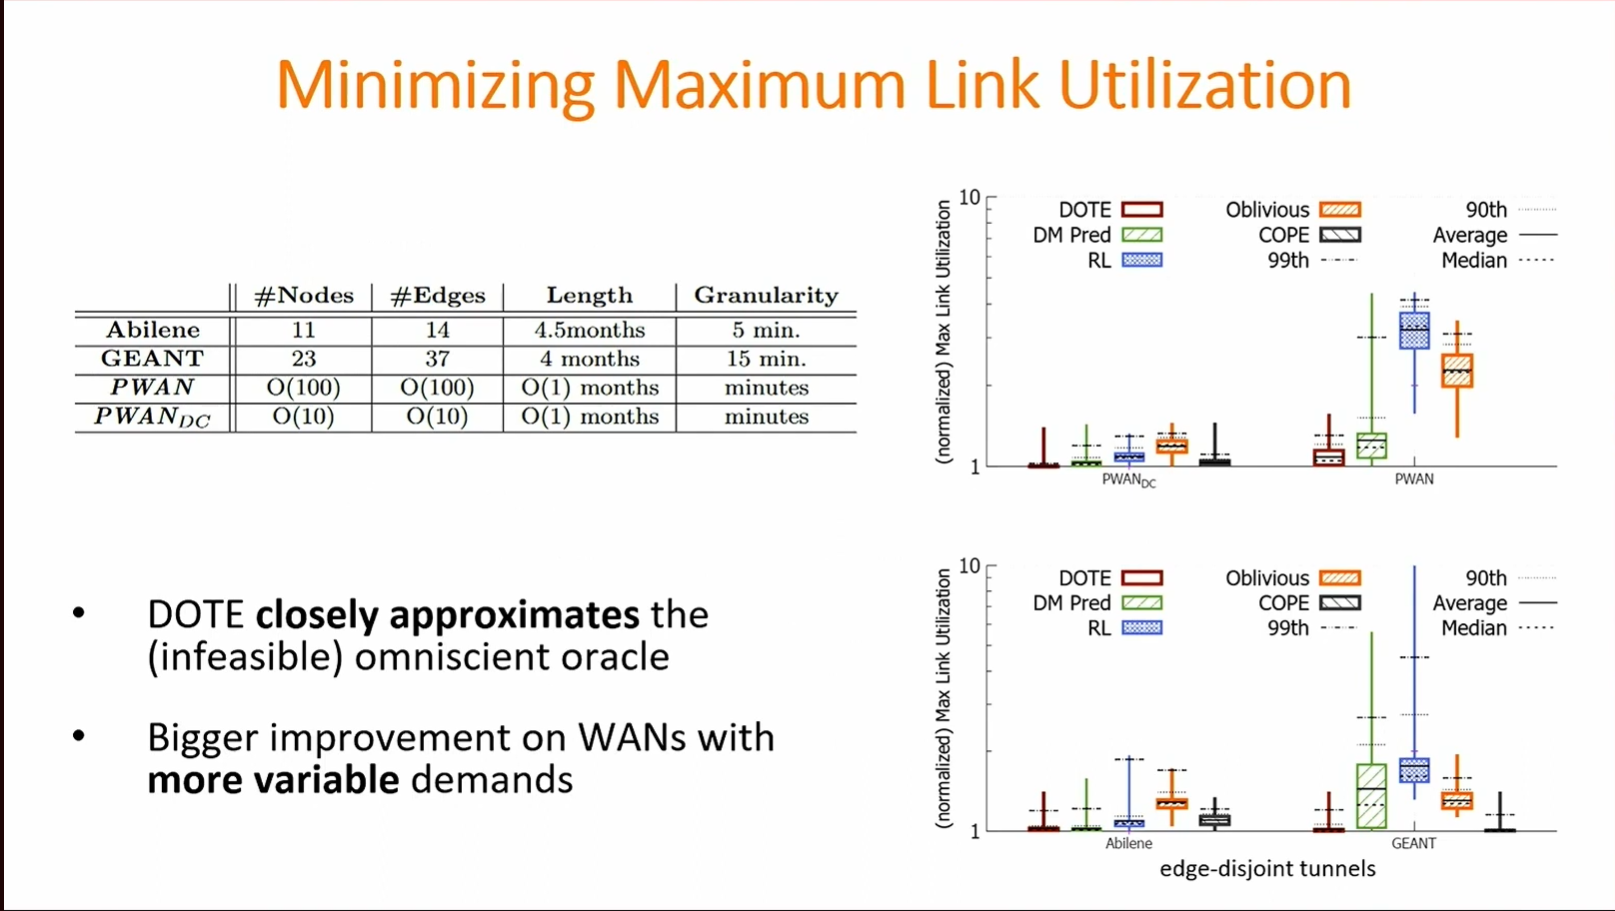 Minimizing Maximum Link Utilization
#Nodes #Edges Length Granularity
Abilene 11 14 4.5months 5 min.
GEANT 23 37 4 months 15 min.
PWAN O(100) O(100) O(1) months minutes
PWAN_DC O(10) O(10) O(1) months minutes
• DOTE closely approximates the
(infeasible) omniscient oracle
• Bigger improvement on WANs with
more variable demands
(normalized) Max Link Utilization
10
1
DOTE Oblivious 90th
DM Pred COPE Average
RL 99th Median
PWAN_DC PWAN
(normalized) Max Link Utilization
10
1
DOTE Oblivious 90th
DM Pred COPE Average
RL 99th Median
Abilene GEANT
edge-disjoint tunnels